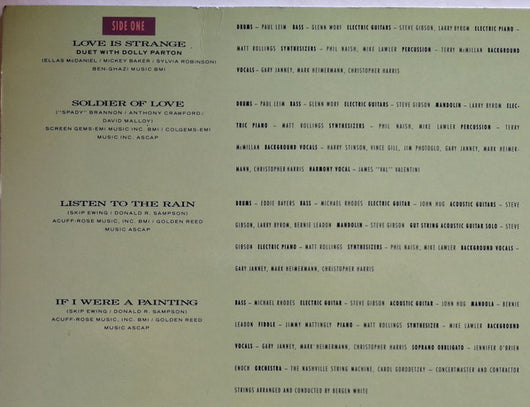 SIDE ONE
LOVE IS STRANGE
DUET WITH DOLLY PARTON
(ELLAS McDANIEL / MICKEY BAKER / SYLVIA ROBINSON)
BEN-GHAZI MUSIC BMI
DRUMS – PAUL LEIM BASS – GLENN WORF ELECTRIC GUITARS – STEVE GIBSON, LARRY BYROM ELECTRIC PIANO –
MATT ROLLINGS SYNTHESIZERS – PHIL NAISH, MIKE LAWLER PERCUSSION – TERRY McMILLAN BACKGROUND
VOCALS – GARY JANNEY, MARK HEIMERMANN, CHRISTOPHER HARRIS
SOLDIER OF LOVE
("SPADY" BRANNON / ANTHONY CRAWFORD /
DAVID MALLOY)
SCREEN GEMS-EMI MUSIC INC. BMI / COLGEMS-EMI
MUSIC INC. ASCAP
DRUMS – PAUL LEIM BASS – GLENN WORF ELECTRIC GUITARS – STEVE GIBSON MANDOLIN – LARRY BYROM ELEC-
TRIC PIANO – MATT ROLLINGS SYNTHESIZERS – PHIL NAISH, MIKE LAWLER PERCUSSION – TERRY
McMILLAN BACKGROUND VOCALS – HARRY STINSON, VINCE GILL, JIM PHOTOGLO, GARY JANNEY, MARK HEIMER-
MANN, CHRISTOPHER HARRIS HARMONY VOCAL – JAMES "VAL" VALENTINI
LISTEN TO THE RAIN
(SKIP EWING / DONALD R. SAMPSON)
ACUFF-ROSE MUSIC, INC. BMI / GOLDEN REED
MUSIC ASCAP
DRUMS – EDDIE BAYERS BASS – MICHAEL RHODES ELECTRIC GUITAR – JOHN HUG ACOUSTIC GUITARS – STEVE
GIBSON, LARRY BYROM, BERNIE LEADON MANDOLIN – STEVE GIBSON GUT STRING ACOUSTIC GUITAR SOLO – STEVE
GIBSON ELECTRIC PIANO – MATT ROLLINGS SYNTHESIZERS – PHIL NAISH, MIKE LAWLER BACKGROUND VOCALS –
GARY JANNEY, MARK HEIMERMANN, CHRISTOPHER HARRIS
IF I WERE A PAINTING
(SKIP EWING / DONALD R. SAMPSON)
ACUFF-ROSE MUSIC, INC. BMI / GOLDEN REED
MUSIC ASCAP
BASS – MICHAEL RHODES ELECTRIC GUITAR – STEVE GIBSON ACOUSTIC GUITAR – JOHN HUG MANDOLA – BERNIE
LEADON FIDDLE – JIMMY MATTINGLY PIANO – MATT ROLLINGS SYNTHESIZER – MIKE LAWLER BACKGROUND
VOCALS – GARY JANNEY, MARK HEIMERMANN, CHRISTOPHER HARRIS SOPRANO OBBLIGATO – JENNIFER O'BRIEN
ENOCH ORCHESTRA – THE NASHVILLE STRING MACHINE, CAROL GORODETZKY – CONCERTMASTER AND CONTRACTOR
STRINGS ARRANGED AND CONDUCTED BY BERGEN WHITE